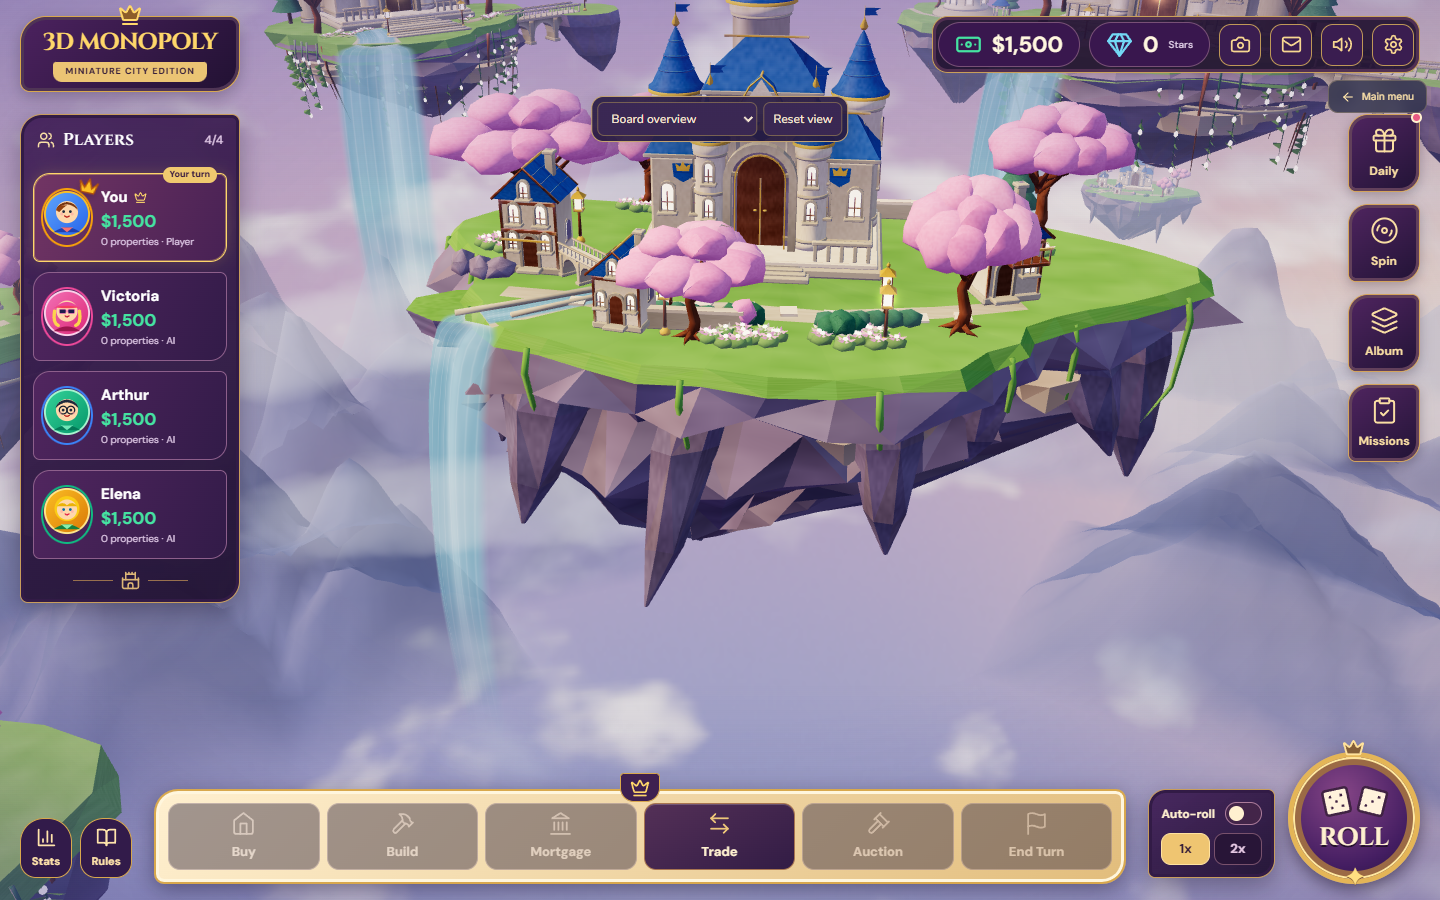 3D MONOPOLY
MINIATURE CITY EDITION
$1,500
0 Stars
Main menu
Board overview
Reset view
PLAYERS
4/4
Your turn
You
$1,500
0 properties · Player
Victoria
$1,500
0 properties · AI
Arthur
$1,500
0 properties · AI
Elena
$1,500
0 properties · AI
Daily
Spin
Album
Missions
Stats
Rules
Buy
Build
Mortgage
Trade
Auction
End Turn
Auto-roll
1x
2x
ROLL